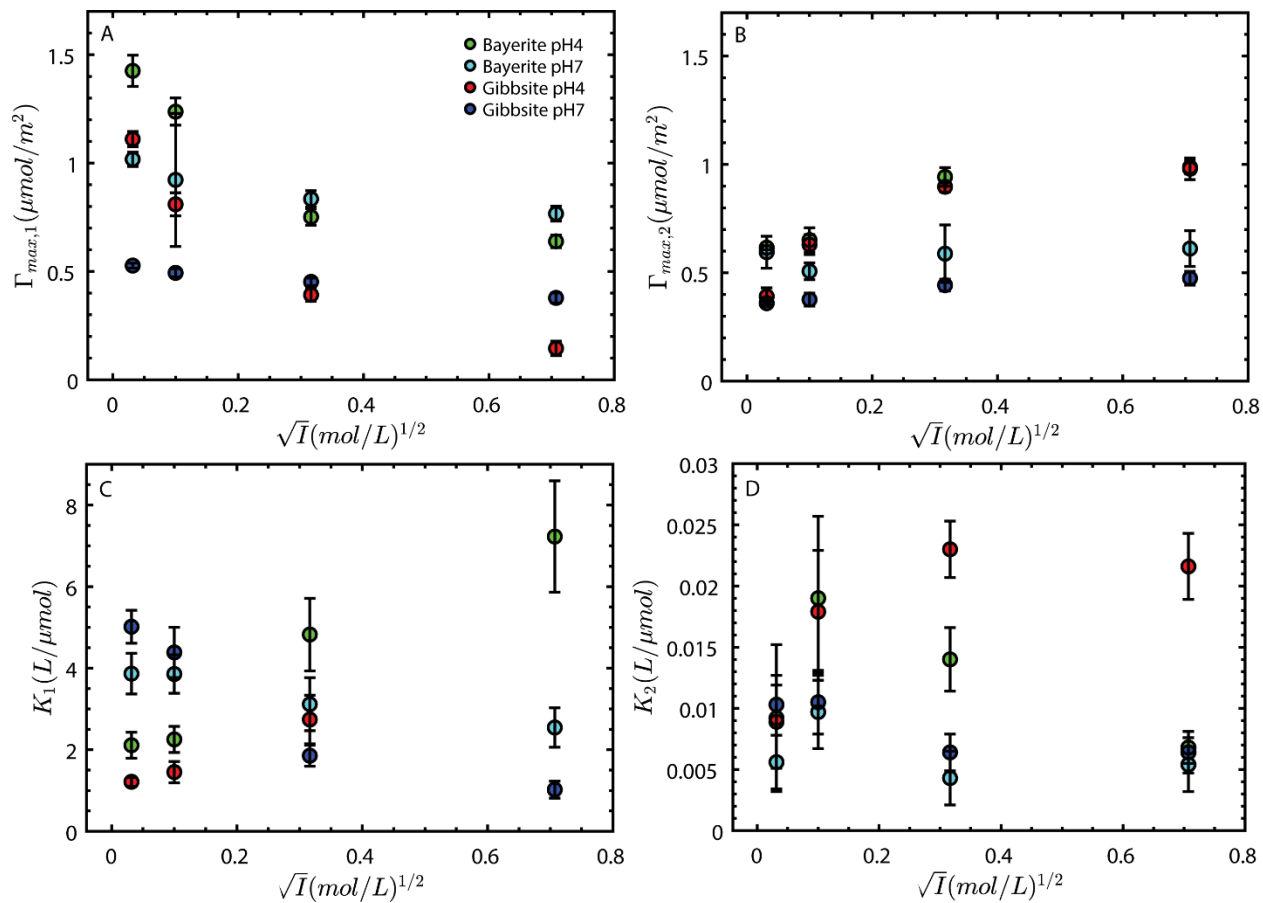 A
Bayerite pH4
Bayerite pH7
Gibbsite pH4
Gibbsite pH7
1.5
1
0.5
0
Γmax,1(μmol/m²)
0 0.2 0.4 0.6 0.8
√I(mol/L)^1/2
B
1.5
1
0.5
0
Γmax,2(μmol/m²)
0 0.2 0.4 0.6 0.8
√I(mol/L)^1/2
C
8
6
4
2
0
K₁(L/μmol)
0 0.2 0.4 0.6 0.8
√I(mol/L)^1/2
D
0.03
0.025
0.02
0.015
0.01
0.005
0
K₂(L/μmol)
0 0.2 0.4 0.6 0.8
√I(mol/L)^1/2